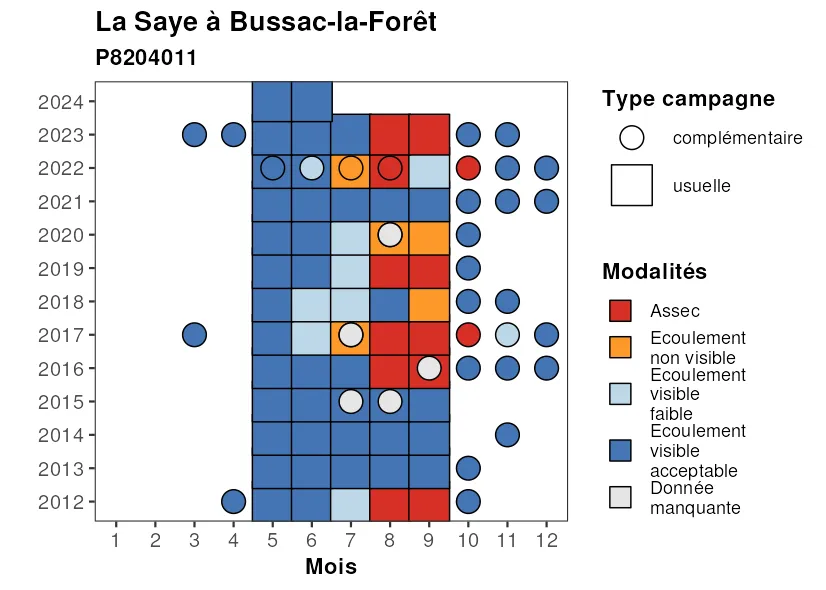 La Saye à Bussac-la-Forêt
P8204011
2024
2023
2022
2021
2020
2019
2018
2017
2016
2015
2014
2013
2012
1 2 3 4 5 6 7 8 9 10 11 12
Mois
Type campagne
complémentaire
usuelle
Modalités
Assec
Ecoulement
non visible
Ecoulement
visible
faible
Ecoulement
visible
acceptable
Donnée
manquante